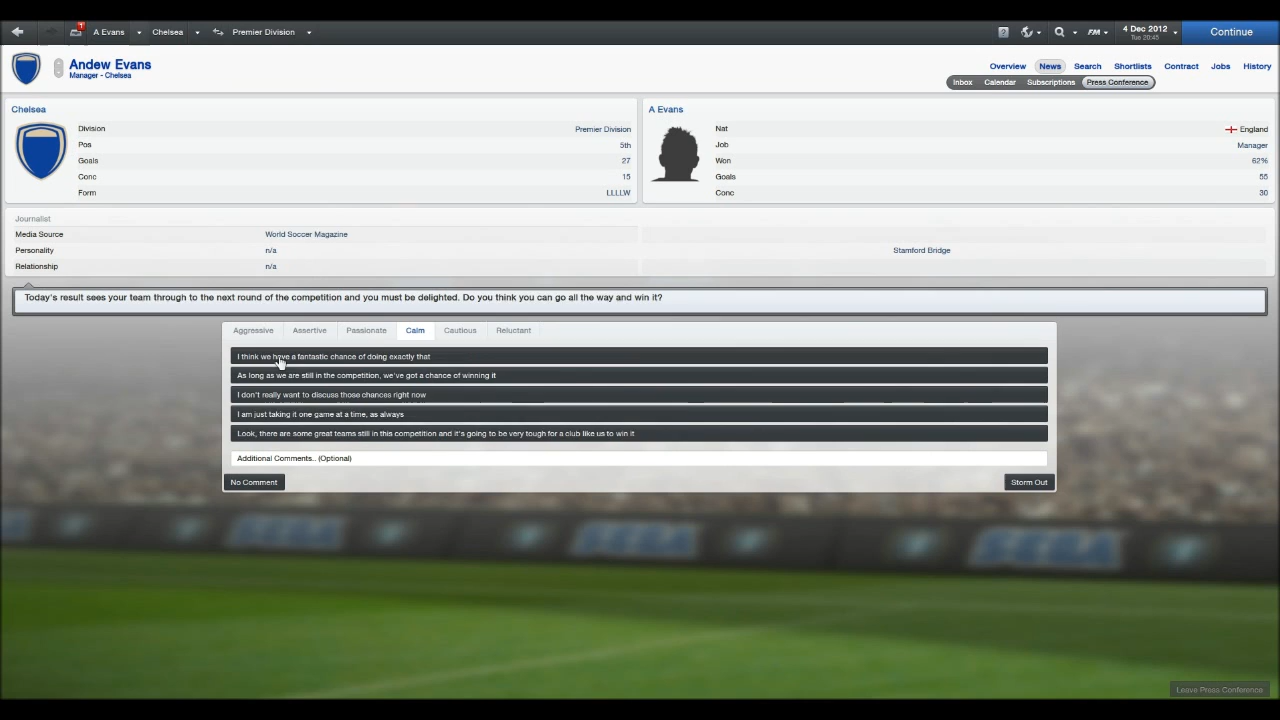 1
A Evans
Chelsea
Premier Division
?
FM
4 Dec 2012
Tue 20:45
Continue
Andew Evans
Manager - Chelsea
Overview News Search Shortlists Contract Jobs History
Inbox Calendar Subscriptions Press Conference
Chelsea
Division Premier Division
Pos 5th
Goals 27
Conc 15
Form LLLLW
A Evans
Nat England
Job Manager
Won 62%
Goals 55
Conc 30
Journalist
Media Source World Soccer Magazine
Personality n/a Stamford Bridge
Relationship n/a
Today's result sees your team through to the next round of the competition and you must be delighted. Do you think you can go all the way and win it?
Aggressive Assertive Passionate Calm Cautious Reluctant
I think we have a fantastic chance of doing exactly that
As long as we are still in the competition, we've got a chance of winning it
I don't really want to discuss those chances right now
I am just taking it one game at a time, as always
Look, there are some great teams still in this competition and it's going to be very tough for a club like us to win it
Additional Comments.. (Optional)
No Comment Storm Out
SEGA SEGA SEGA
Leave Press Conference